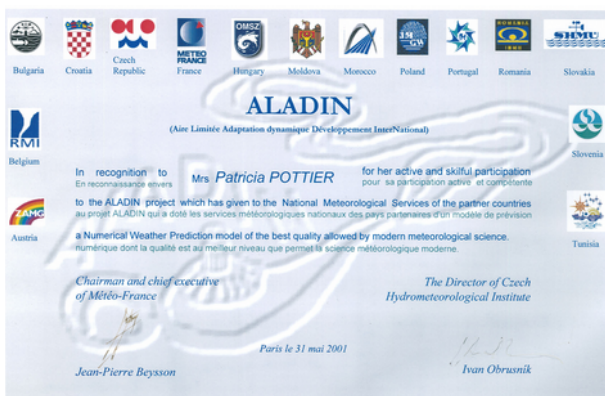 OMSZ
ROMANIA
METEO
FRANCE
JM
GW
INMH
SHMU
Bulgaria
Croatia
Czech
Republic
France
Hungary
Moldova
Morocco
Poland
Portugal
Romania
Slovakia
ALADIN
(Aire Limitée Adaptation dynamique Développement InterNational)
RMI
Belgium
Slovenia
In recognition to Mrs Patricia POTTIER for her active and skilful participation
En reconnaissance envers pour sa participation active et compétente
to the ALADIN project which has given to the National Meteorological Services of the partner countries
au projet ALADIN qui a doté les services météorologiques nationaux des pays partenaires d'un modèle de prévision
ZAMG
Austria
Tunisia
a Numerical Weather Prediction model of the best quality allowed by modern meteorological science.
numérique dont la qualité est au meilleur niveau que permet la science météorologique moderne.
Chairman and chief executive
of Météo-France
The Director of Czech
Hydrometeorological Institute
Paris le 31 mai 2001
Jean-Pierre Beysson
Ivan Obrusnik